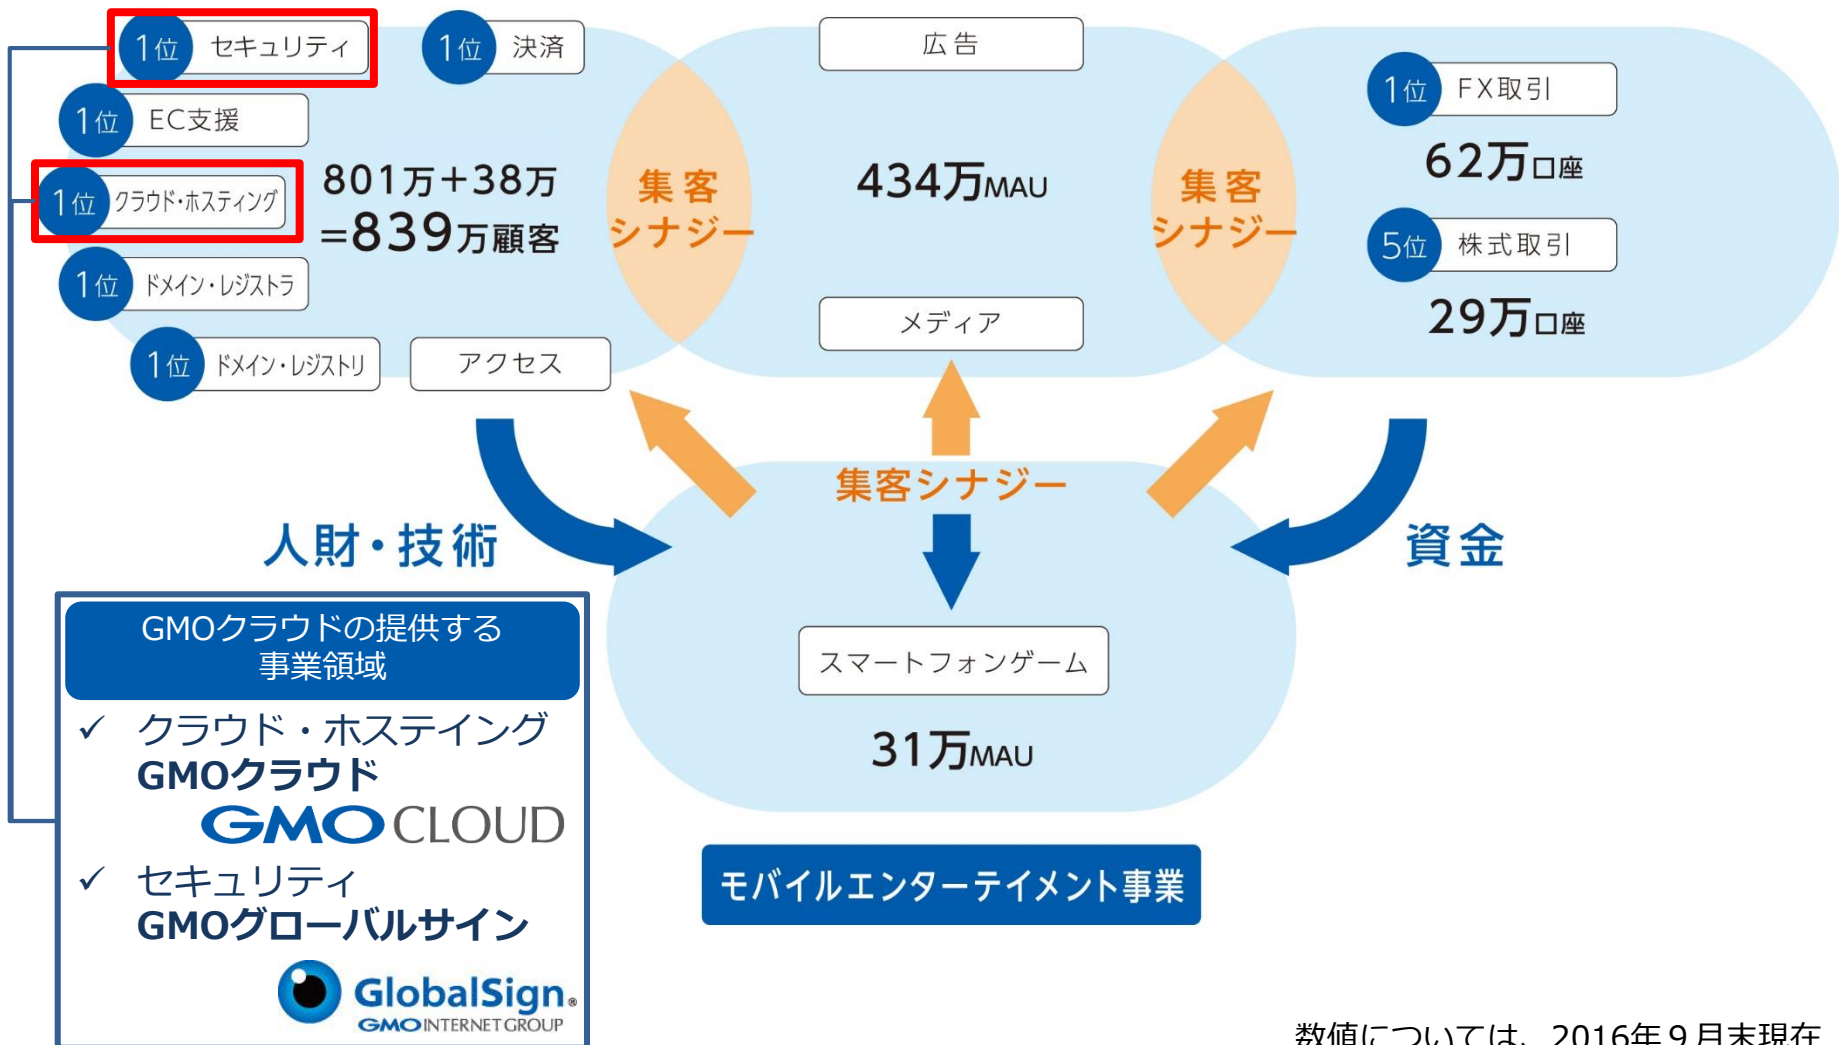 1位 セキュリティ
1位 決済
1位 EC支援
1位 クラウド・ホスティング
801万+38万
=839万顧客
1位 ドメイン・レジストラ
1位 ドメイン・レジストリ
アクセス
集客
シナジー
広告
434万MAU
メディア
集客
シナジー
1位 FX取引
62万口座
5位 株式取引
29万口座
集客シナジー
人財・技術
資金
スマートフォンゲーム
31万MAU
モバイルエンターテイメント事業
GMOクラウドの提供する
事業領域
✓ クラウド・ホステイング
GMOクラウド
GMO CLOUD
✓ セキュリティ
GMOグローバルサイン
GlobalSign®
GMO INTERNET GROUP
数値については、2016年9月末現在